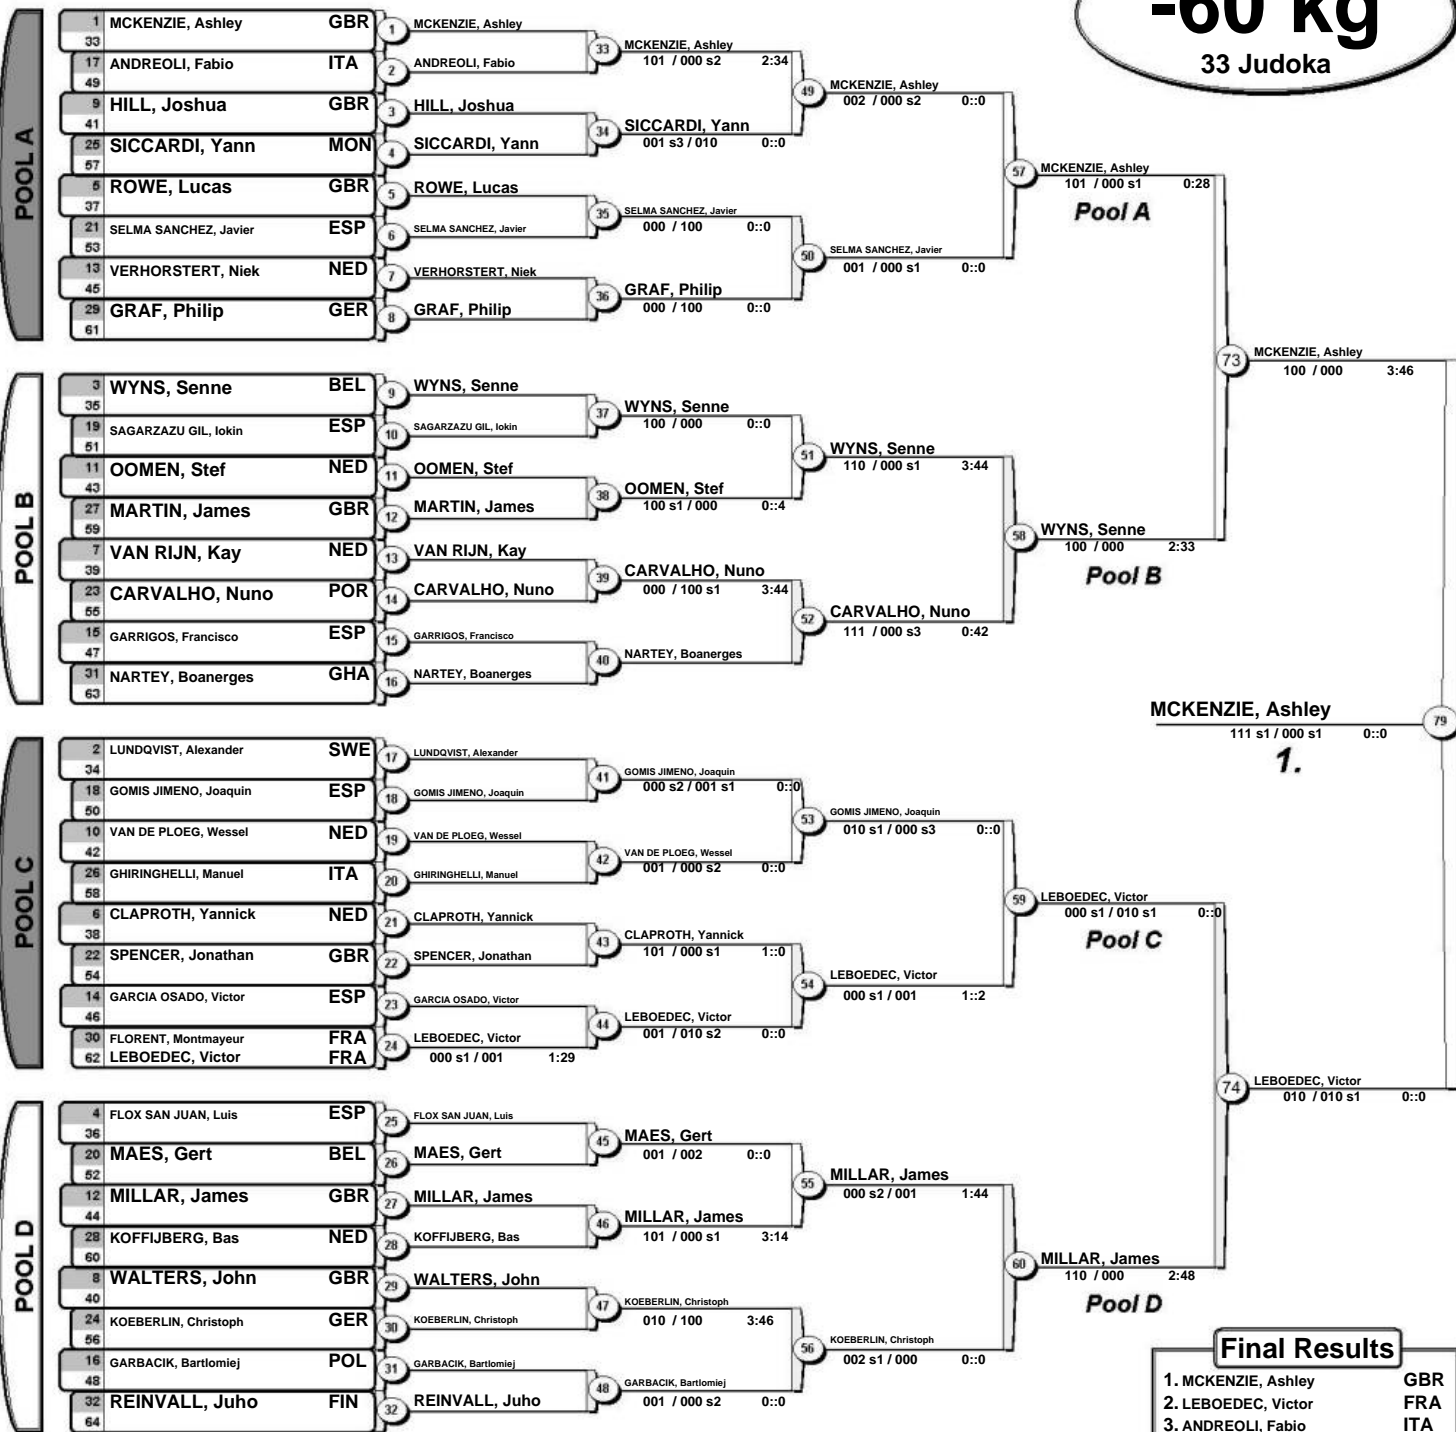 -60 kg
33 Judoka
POOL A
1 MCKENZIE, Ashley GBR
33
17 ANDREOLI, Fabio ITA
49
9 HILL, Joshua GBR
41
25 SICCARDI, Yann MON
57
5 ROWE, Lucas GBR
37
21 SELMA SANCHEZ, Javier ESP
53
13 VERHORSTERT, Niek NED
45
29 GRAF, Philip GER
61
1 MCKENZIE, Ashley
2 ANDREOLI, Fabio
3 HILL, Joshua
4 SICCARDI, Yann
5 ROWE, Lucas
6 SELMA SANCHEZ, Javier
7 VERHORSTERT, Niek
8 GRAF, Philip
33 MCKENZIE, Ashley
101 / 000 s2 2:34
34 SICCARDI, Yann
001 s3 / 010 0::0
35 SELMA SANCHEZ, Javier
000 / 100 0::0
36 GRAF, Philip
000 / 100 0::0
49 MCKENZIE, Ashley
002 / 000 s2 0::0
50 SELMA SANCHEZ, Javier
001 / 000 s1 0::0
57 MCKENZIE, Ashley
101 / 000 s1 0:28
Pool A
POOL B
3 WYNS, Senne BEL
35
19 SAGARZAZU GIL, Iokin ESP
51
11 OOMEN, Stef NED
43
27 MARTIN, James GBR
59
7 VAN RIJN, Kay NED
39
23 CARVALHO, Nuno POR
55
15 GARRIGOS, Francisco ESP
47
31 NARTEY, Boanerges GHA
63
9 WYNS, Senne
10 SAGARZAZU GIL, Iokin
11 OOMEN, Stef
12 MARTIN, James
13 VAN RIJN, Kay
14 CARVALHO, Nuno
15 GARRIGOS, Francisco
16 NARTEY, Boanerges
37 WYNS, Senne
100 / 000 0::0
38 OOMEN, Stef
100 s1 / 000 0::4
39 CARVALHO, Nuno
000 / 100 s1 3:44
40 NARTEY, Boanerges
51 WYNS, Senne
110 / 000 s1 3:44
52 CARVALHO, Nuno
111 / 000 s3 0:42
58 WYNS, Senne
100 / 000 2:33
Pool B
73 MCKENZIE, Ashley
100 / 000 3:46
MCKENZIE, Ashley 79
111 s1 / 000 s1 0::0
1.
POOL C
2 LUNDQVIST, Alexander SWE
34
18 GOMIS JIMENO, Joaquin ESP
50
10 VAN DE PLOEG, Wessel NED
42
26 GHIRINGHELLI, Manuel ITA
58
6 CLAPROTH, Yannick NED
38
22 SPENCER, Jonathan GBR
54
14 GARCIA OSADO, Victor ESP
46
30 FLORENT, Montmayeur FRA
62 LEBOEDEC, Victor FRA
17 LUNDQVIST, Alexander
18 GOMIS JIMENO, Joaquin
19 VAN DE PLOEG, Wessel
20 GHIRINGHELLI, Manuel
21 CLAPROTH, Yannick
22 SPENCER, Jonathan
23 GARCIA OSADO, Victor
24 LEBOEDEC, Victor
000 s1 / 001 1:29
41 GOMIS JIMENO, Joaquin
000 s2 / 001 s1 0::0
42 VAN DE PLOEG, Wessel
001 / 000 s2 0::0
43 CLAPROTH, Yannick
101 / 000 s1 1::0
44 LEBOEDEC, Victor
001 / 010 s2 0::0
53 GOMIS JIMENO, Joaquin
010 s1 / 000 s3 0::0
54 LEBOEDEC, Victor
000 s1 / 001 1::2
59 LEBOEDEC, Victor
000 s1 / 010 s1 0::0
Pool C
POOL D
4 FLOX SAN JUAN, Luis ESP
36
20 MAES, Gert BEL
52
12 MILLAR, James GBR
44
28 KOFFIJBERG, Bas NED
60
8 WALTERS, John GBR
40
24 KOEBERLIN, Christoph GER
56
16 GARBACIK, Bartlomiej POL
48
32 REINVALL, Juho FIN
64
25 FLOX SAN JUAN, Luis
26 MAES, Gert
27 MILLAR, James
28 KOFFIJBERG, Bas
29 WALTERS, John
30 KOEBERLIN, Christoph
31 GARBACIK, Bartlomiej
32 REINVALL, Juho
45 MAES, Gert
001 / 002 0::0
46 MILLAR, James
101 / 000 s1 3:14
47 KOEBERLIN, Christoph
010 / 100 3:46
48 GARBACIK, Bartlomiej
001 / 000 s2 0::0
55 MILLAR, James
000 s2 / 001 1:44
56 KOEBERLIN, Christoph
002 s1 / 000 0::0
60 MILLAR, James
110 / 000 2:48
Pool D
74 LEBOEDEC, Victor
010 / 010 s1 0::0
Final Results
1. MCKENZIE, Ashley GBR
2. LEBOEDEC, Victor FRA
3. ANDREOLI, Fabio ITA